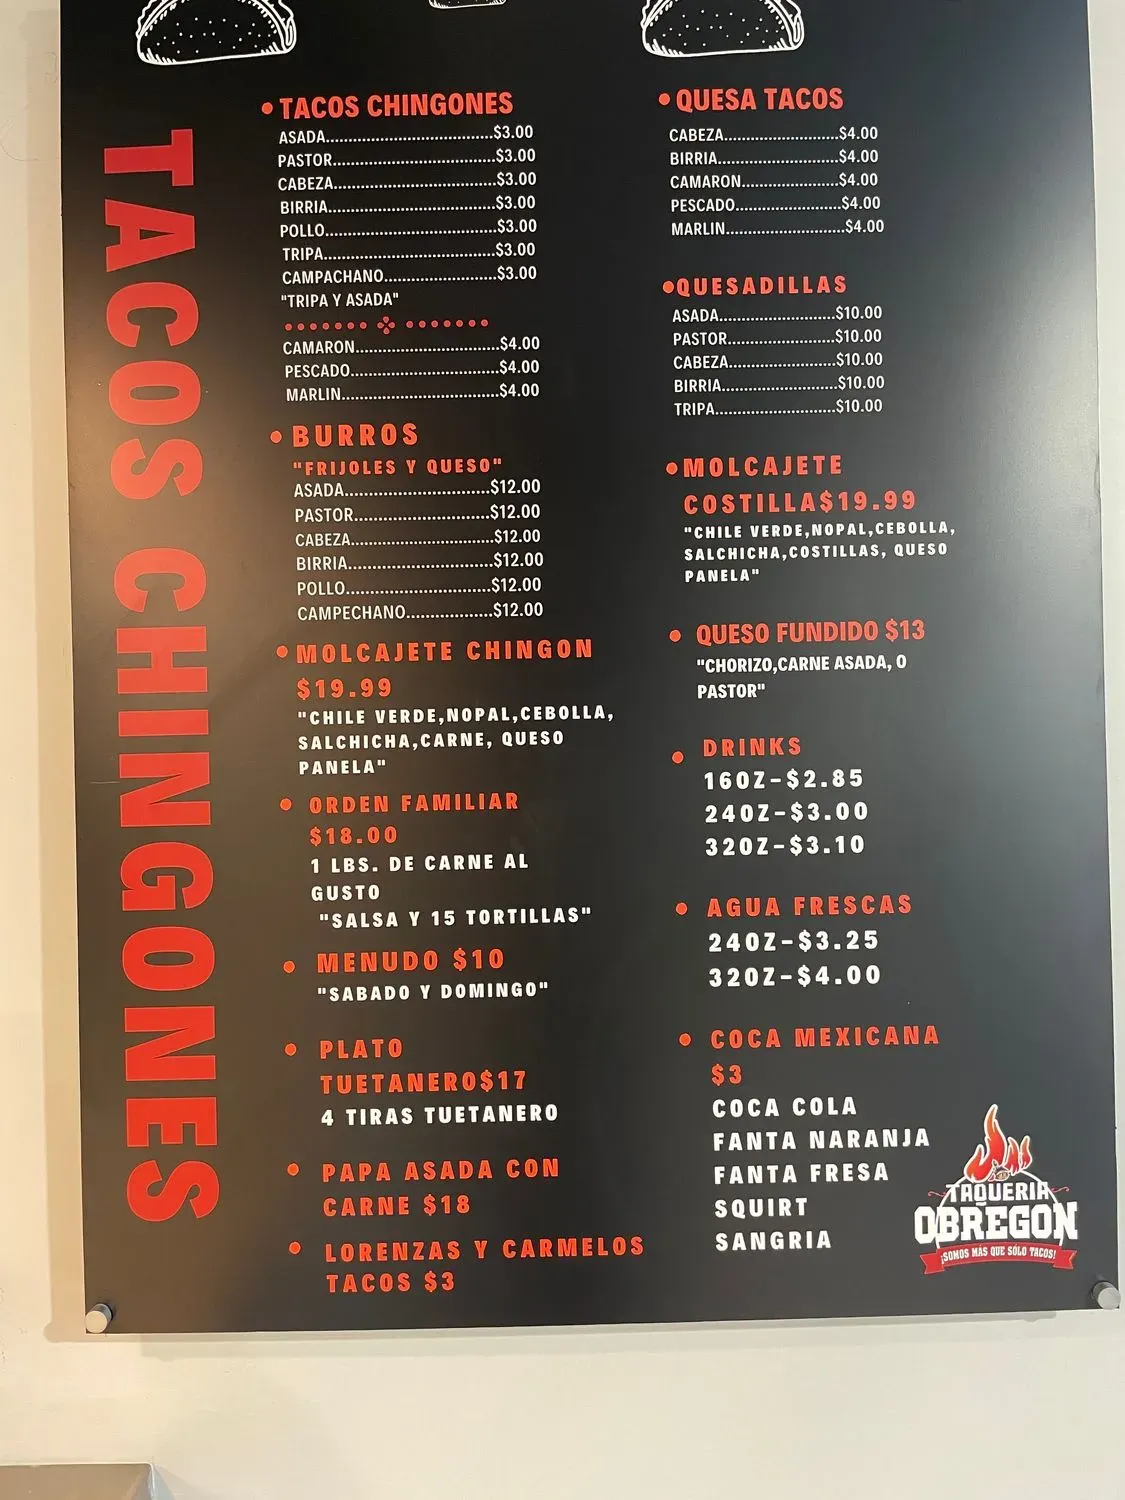 TACOS CHINGONES
• TACOS CHINGONES
ASADA....................................$3.00
PASTOR...................................$3.00
CABEZA...................................$3.00
BIRRIA...................................$3.00
POLLO....................................$3.00
TRIPA....................................$3.00
CAMPACHANO.......................$3.00
"TRIPA Y ASADA"
CAMARON..............................$4.00
PESCADO................................$4.00
MARLIN..................................$4.00
• BURROS
"FRIJOLES Y QUESO"
ASADA...............................$12.00
PASTOR.............................$12.00
CABEZA.............................$12.00
BIRRIA..............................$12.00
POLLO...............................$12.00
CAMPECHANO...................$12.00
• MOLCAJETE CHINGON
$19.99
"CHILE VERDE,NOPAL,CEBOLLA,
SALCHICHA,CARNE, QUESO
PANELA"
• ORDEN FAMILIAR
$18.00
1 LBS. DE CARNE AL
GUSTO
"SALSA Y 15 TORTILLAS"
• MENUDO $10
"SABADO Y DOMINGO"
• PLATO
TUETANERO$17
4 TIRAS TUETANERO
• PAPA ASADA CON
CARNE $18
• LORENZAS Y CARMELOS
TACOS $3
• QUESA TACOS
CABEZA.........................$4.00
BIRRIA..........................$4.00
CAMARON.....................$4.00
PESCADO.......................$4.00
MARLIN..........................$4.00
•QUESADILLAS
ASADA.........................$10.00
PASTOR.......................$10.00
CABEZA.......................$10.00
BIRRIA........................$10.00
TRIPA..........................$10.00
•MOLCAJETE
COSTILLA$19.99
"CHILE VERDE,NOPAL,CEBOLLA,
SALCHICHA,COSTILLAS, QUESO
PANELA"
• QUESO FUNDIDO $13
"CHORIZO,CARNE ASADA, O
PASTOR"
• DRINKS
16OZ-$2.85
24OZ-$3.00
32OZ-$3.10
• AGUA FRESCAS
24OZ-$3.25
32OZ-$4.00
• COCA MEXICANA
$3
COCA COLA
FANTA NARANJA
FANTA FRESA
SQUIRT
SANGRIA
TAQUERIA
OBREGON
¡SOMOS MÁS QUE SÓLO TACOS!